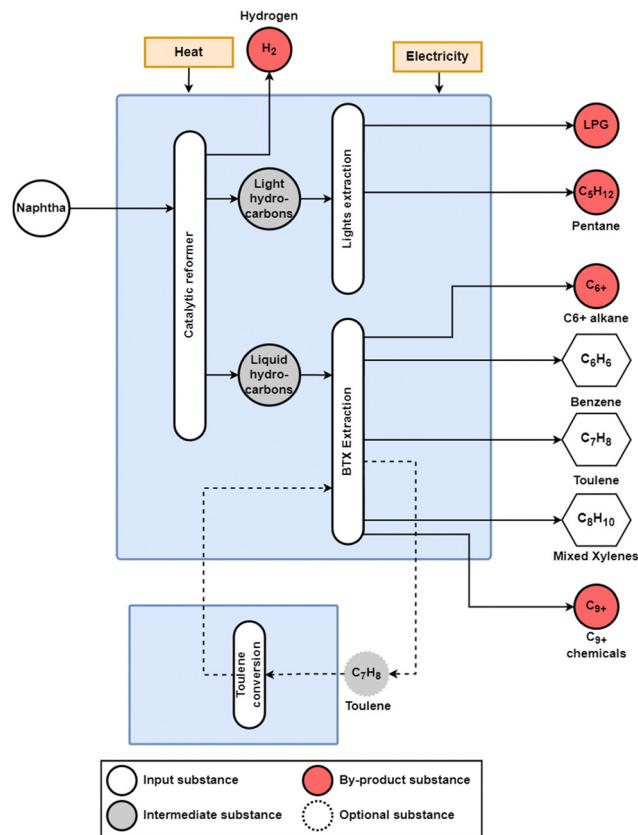 Hydrogen
Heat
H2
Electricity
LPG
Naphtha
Light
hydro-
carbons
Catalytic reformer
Lights extraction
C5H12
Pentane
C6+
C6+ alkane
Liquid
hydro-
carbons
BTX Extraction
C6H6
Benzene
C7H8
Toulene
C8H10
Mixed Xylenes
C9+
C9+
chemicals
Toulene
conversion
C7H8
Toulene
Input substance
By-product substance
Intermediate substance
Optional substance